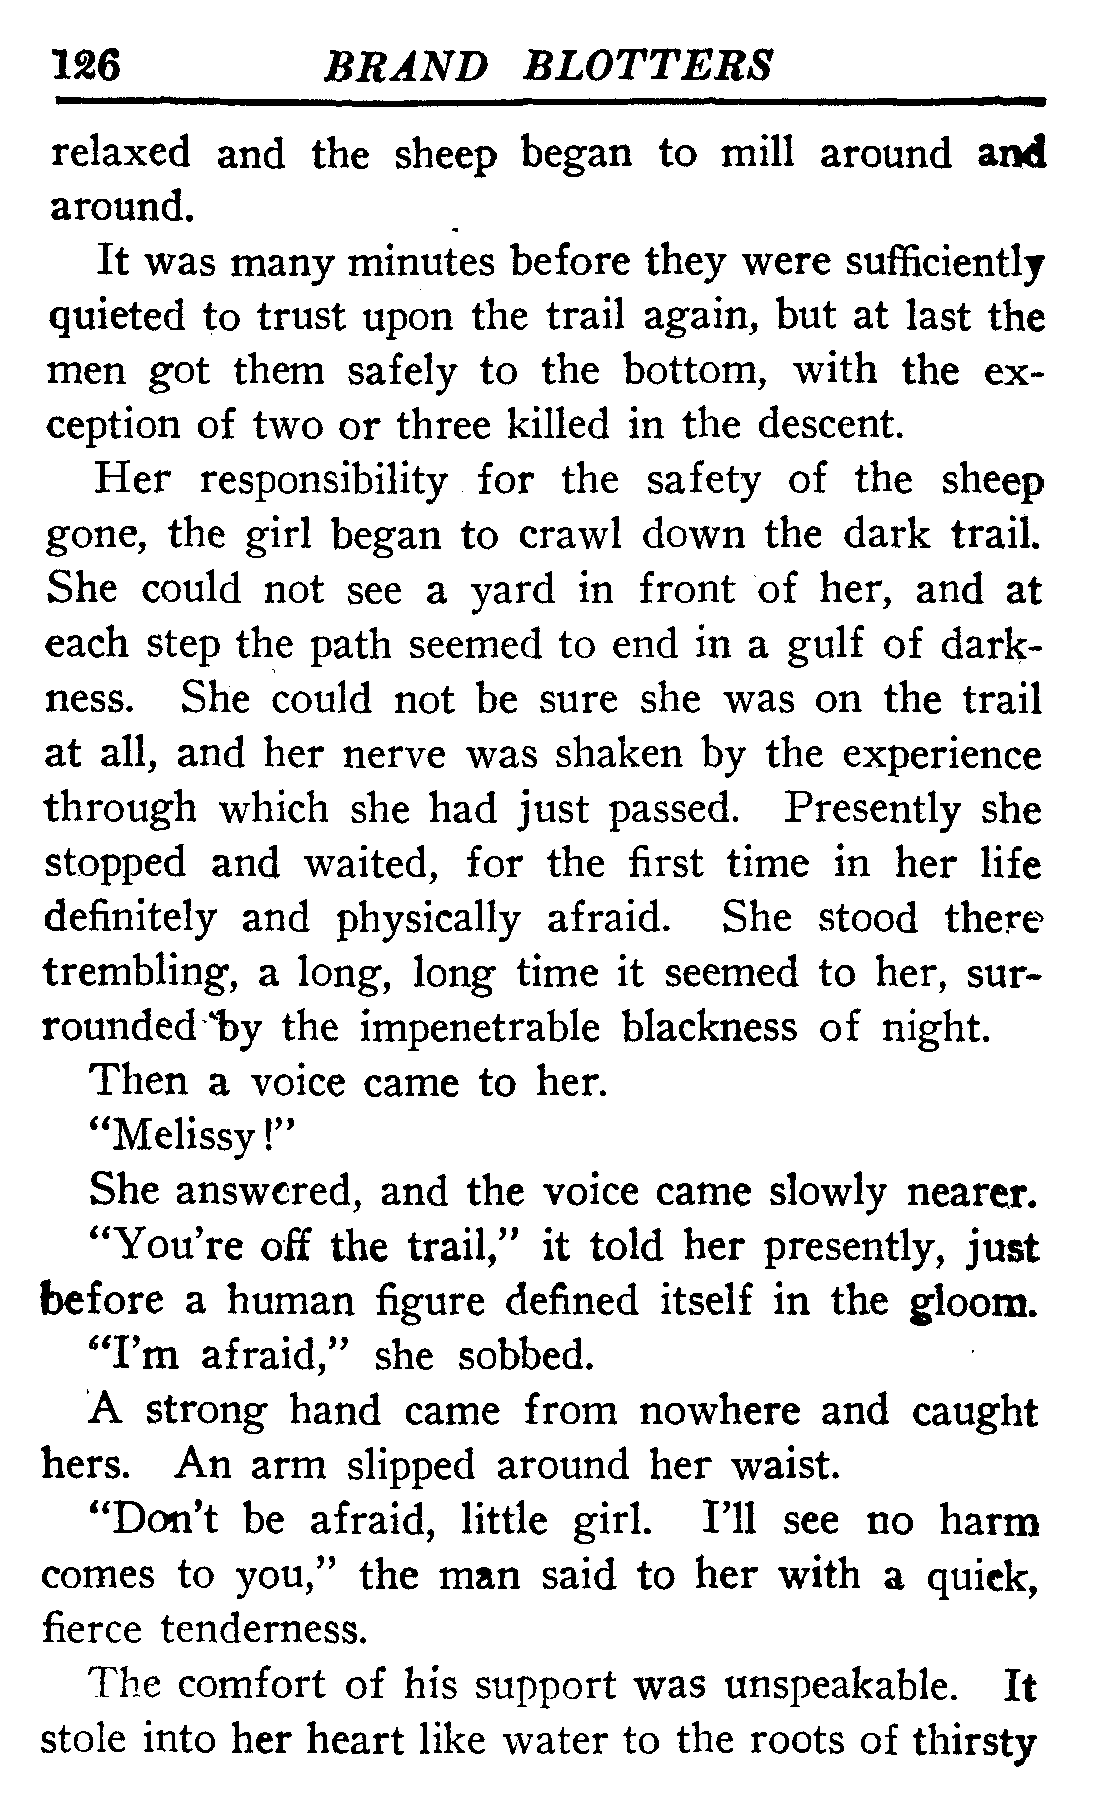 126 BRAND BLOTTERS
relaxed and the sheep began to mill around and
around.
It was many minutes before they were sufficiently
quieted to trust upon the trail again, but at last the
men got them safely to the bottom, with the ex-
ception of two or three killed in the descent.
Her responsibility for the safety of the sheep
gone, the girl began to crawl down the dark trail.
She could not see a yard in front of her, and at
each step the path seemed to end in a gulf of dark-
ness. She could not be sure she was on the trail
at all, and her nerve was shaken by the experience
through which she had just passed. Presently she
stopped and waited, for the first time in her life
definitely and physically afraid. She stood there
trembling, a long, long time it seemed to her, sur-
rounded by the impenetrable blackness of night.
Then a voice came to her.
“Melissy!”
She answered, and the voice came slowly nearer.
“You’re off the trail,” it told her presently, just
before a human figure defined itself in the gloom.
“I’m afraid,” she sobbed.
A strong hand came from nowhere and caught
hers. An arm slipped around her waist.
“Don’t be afraid, little girl. I’ll see no harm
comes to you,” the man said to her with a quick,
fierce tenderness.
The comfort of his support was unspeakable. It
stole into her heart like water to the roots of thirsty